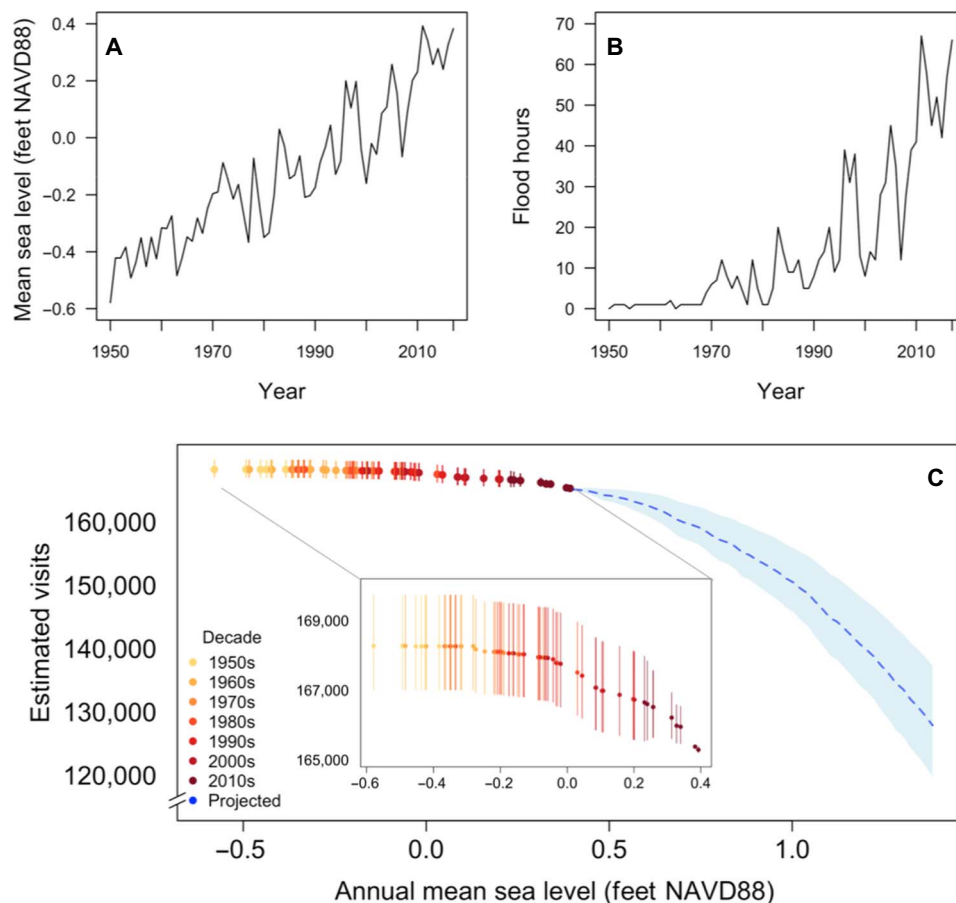 A
Mean sea level (feet NAVD88)
0.4
0.2
0.0
−0.2
−0.4
−0.6
1950
1970
1990
2010
Year
B
Flood hours
70
60
50
40
30
20
10
0
1950
1970
1990
2010
Year
C
Estimated visits
160,000
150,000
140,000
130,000
120,000
Decade
1950s
1960s
1970s
1980s
1990s
2000s
2010s
Projected
169,000
167,000
165,000
−0.6
−0.4
−0.2
0.0
0.2
0.4
−0.5
0.0
0.5
1.0
Annual mean sea level (feet NAVD88)